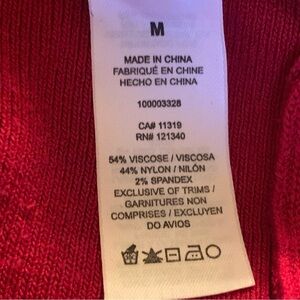 M
MADE IN CHINA
FABRIQUÉ EN CHINE
HECHO EN CHINA
100003328
CA# 11319
RN# 121340
54% VISCOSE / VISCOSA
44% NYLON / NILÓN
2% SPANDEX
EXCLUSIVE OF TRIMS /
GARNITURES NON
COMPRISES / EXCLUYEN
DO AVIOS